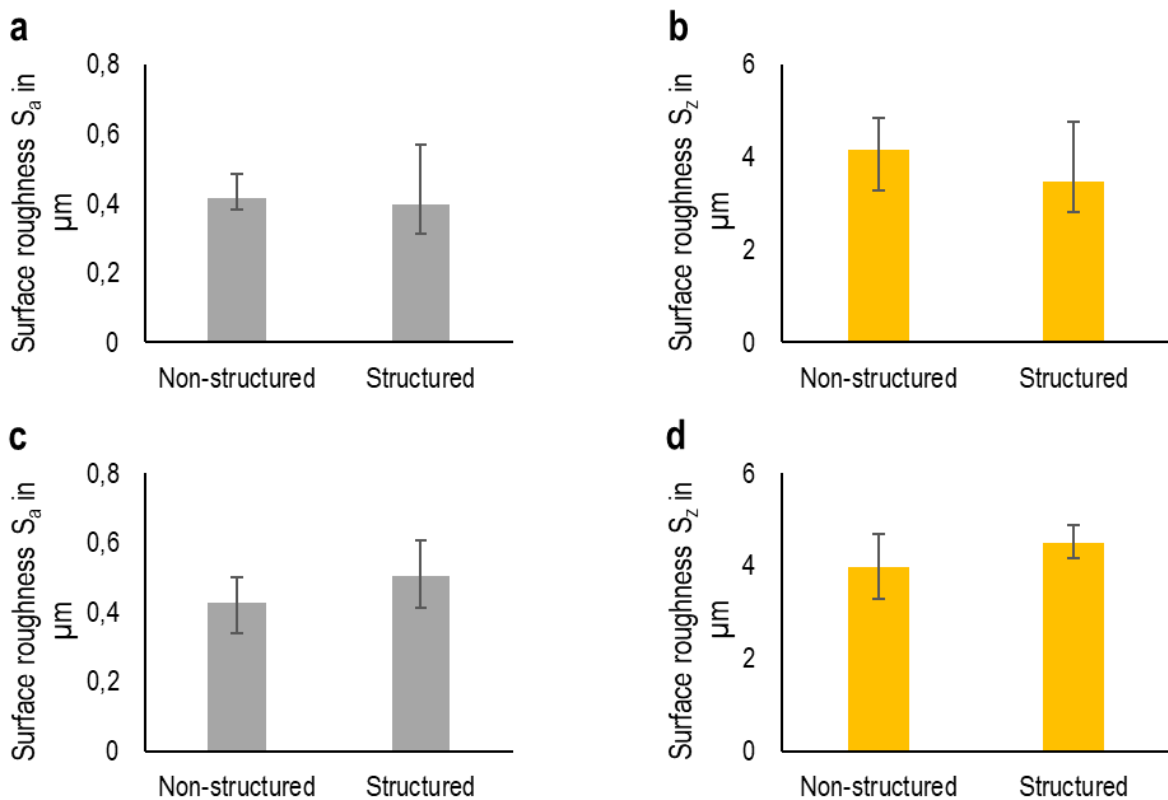 a
Surface roughness Sₐ in
µm
0,8
0,6
0,4
0,2
0
Non-structured
Structured
b
Surface roughness S_z in
µm
6
4
2
0
Non-structured
Structured
c
Surface roughness Sₐ in
µm
0,8
0,6
0,4
0,2
0
Non-structured
Structured
d
Surface roughness S_z in
µm
6
4
2
0
Non-structured
Structured